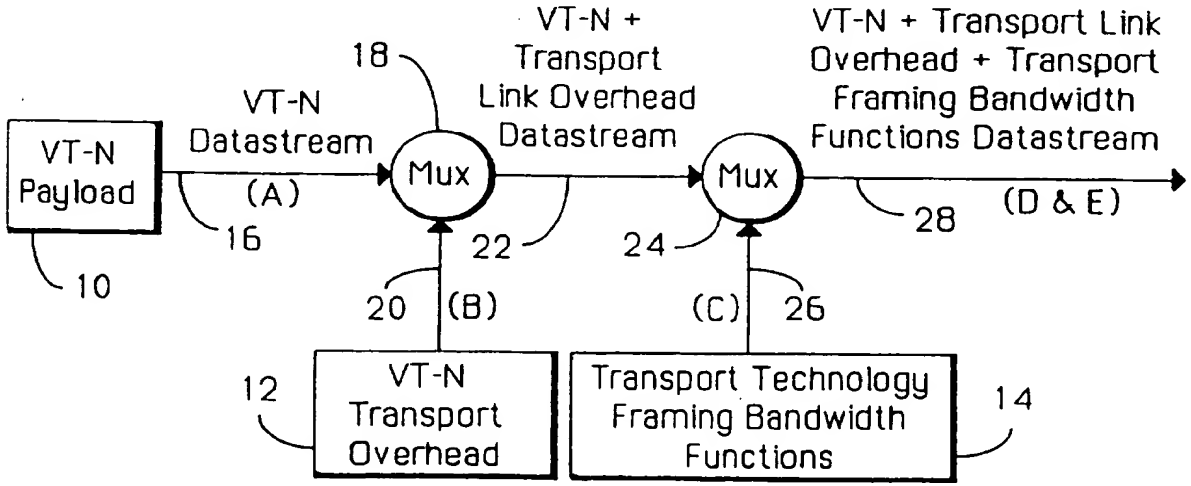 VT-N
Payload
10
VT-N
Datastream
(A)
16
18
Mux
20
(B)
12
VT-N
Transport
Overhead
VT-N +
Transport
Link Overhead
Datastream
22
Mux
24
(C)
26
Transport Technology
Framing Bandwidth
Functions
14
VT-N + Transport Link
Overhead + Transport
Framing Bandwidth
Functions Datastream
28
(D & E)